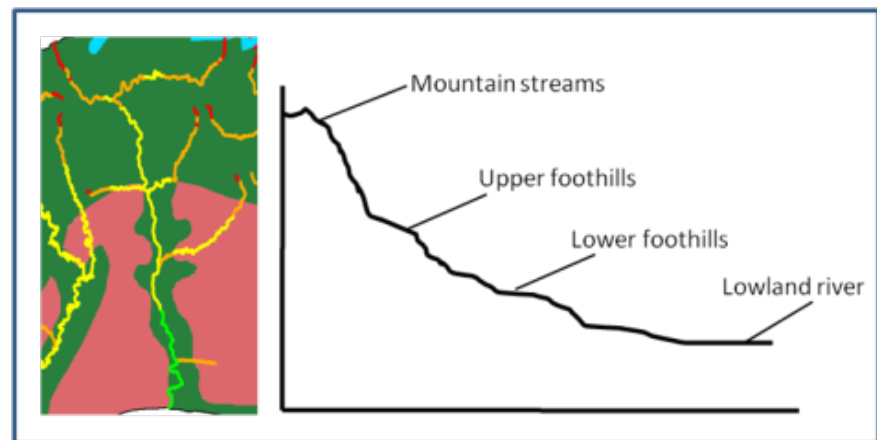 Mountain streams
Upper foothills
Lower foothills
Lowland river